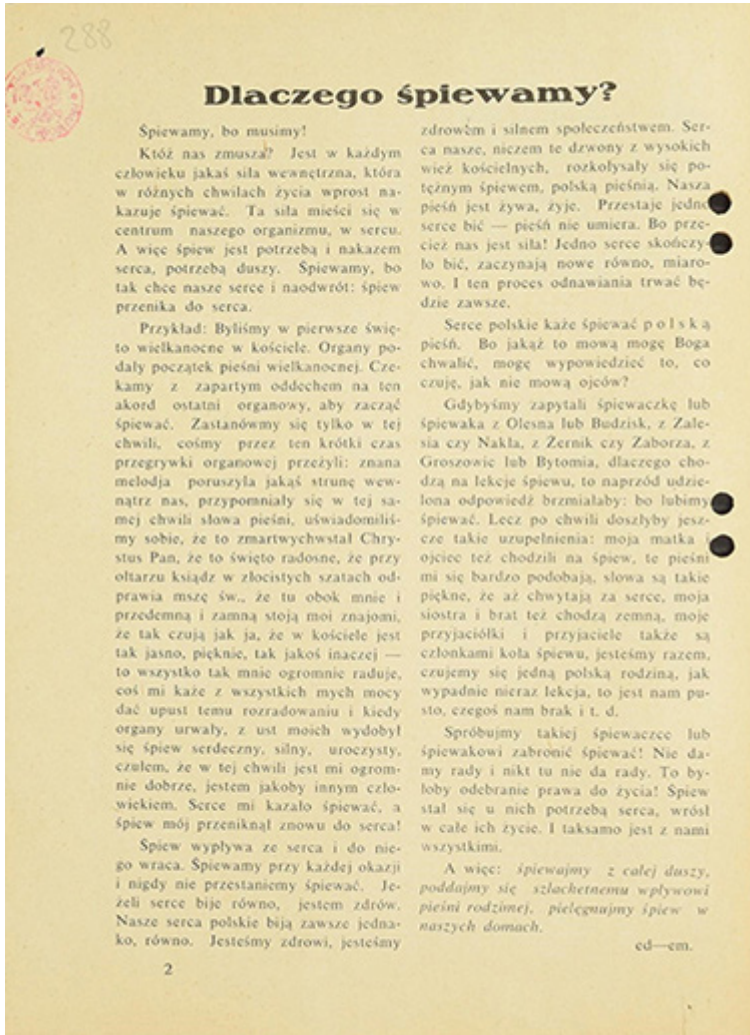 288
Dlaczego śpiewamy?
Śpiewamy, bo musimy!
Któż nas zmusza? Jest w każdym
człowieku jakaś siła wewnętrzna, która
w różnych chwilach życia wprost na-
kazuje śpiewać. Ta siła mieści się w
centrum naszego organizmu, w sercu.
A więc śpiew jest potrzebą i nakazem
serca, potrzebą duszy. Śpiewamy, bo
tak chce nasze serce i naodwrót: śpiew
przenika do serca.
Przykład: Byliśmy w pierwsze świę-
to wielkanocne w kościele. Organy po-
dały początek pieśni wielkanocnej. Cze-
kamy z zapartym oddechem na ten
akord ostatni organowy, aby zacząć
śpiewać. Zastanówmy się tylko w tej
chwili, cośmy przez ten krótki czas
przegrywki organowej przeżyli: znana
melodja poruszyła jakąś strunę wew-
nątrz nas, przypomniały się w tej sa-
mej chwili słowa pieśni, uświadomiliś-
my sobie, że to zmartwychwstał Chry-
stus Pan, że to święto radosne, że przy
ołtarzu ksiądz w złocistych szatach od-
prawia mszę św., że tu obok mnie i
przedemną i zamną stoją moi znajomi,
że tak czują jak ja, że w kościele jest
tak jasno, pięknie, tak jakoś inaczej —
to wszystko tak mnie ogromnie raduje,
coś mi każe z wszystkich mych mocy
dać upust temu rozradowaniu i kiedy
organy urwały, z ust moich wydobył
się śpiew serdeczny, silny, uroczysty,
czułem, że w tej chwili jest mi ogrom-
nie dobrze, jestem jakoby innym czło-
wiekiem. Serce mi kazało śpiewać, a
śpiew mój przeniknął znowu do serca!
Śpiew wypływa ze serca i do nie-
go wraca. Śpiewamy przy każdej okazji
i nigdy nie przestaniemy śpiewać. Je-
żeli serce bije równo, jestem zdrów.
Nasze serca polskie biją zawsze jedna-
ko, równo. Jesteśmy zdrowi, jesteśmy
2
zdrowem i silnem społeczeństwem. Ser-
ca nasze, niczem te dzwony z wysokich
wież kościelnych, rozkołysały się po-
tężnym śpiewem, polską pieśnią. Nasza
pieśń jest żywa, żyje. Przestaje jedno
serce bić — pieśń nie umiera. Bo prze-
cież nas jest siła! Jedno serce skończy-
ło bić, zaczynają nowe równo, miaro-
wo. I ten proces odnawiania trwać bę-
dzie zawsze.
Serce polskie każe śpiewać polską
pieśń. Bo jakąż to mową mogę Boga
chwalić, mogę wypowiedzieć to, co
czuję, jak nie mową ojców?
Gdybyśmy zapytali śpiewaczkę lub
śpiewaka z Olesna lub Budzisk, z Zale-
sia czy Nakła, z Żernik czy Zaborza, z
Groszowic lub Bytomia, dlaczego cho-
dzą na lekcje śpiewu, to naprzód udzie-
lona odpowiedź brzmiałaby: bo lubimy
śpiewać. Lecz po chwili doszłyby jesz-
cze takie uzupełnienia: moja matka i
ojciec też chodzili na śpiew, te pieśni
mi się bardzo podobają, słowa są takie
piękne, że aż chwytają za serce, moja
siostra i brat też chodzą zemną, moje
przyjaciółki i przyjaciele także są
członkami koła śpiewu, jesteśmy razem,
czujemy się jedną polską rodziną, jak
wypadnie nieraz lekcja, to jest nam pu-
sto, czegoś nam brak i t. d.
Spróbujmy takiej śpiewaczce lub
śpiewakowi zabronić śpiewać! Nie da-
my rady i nikt tu nie da rady. To by-
łoby odebranie prawa do życia! Śpiew
stał się u nich potrzebą serca, wrósł
w całe ich życie. I taksamo jest z nami
wszystkimi.
A więc: śpiewajmy z całej duszy,
poddajmy się szlachetnemu wpływowi
pieśni rodzimej, pielęgnujmy śpiew w
naszych domach.
ed—em.